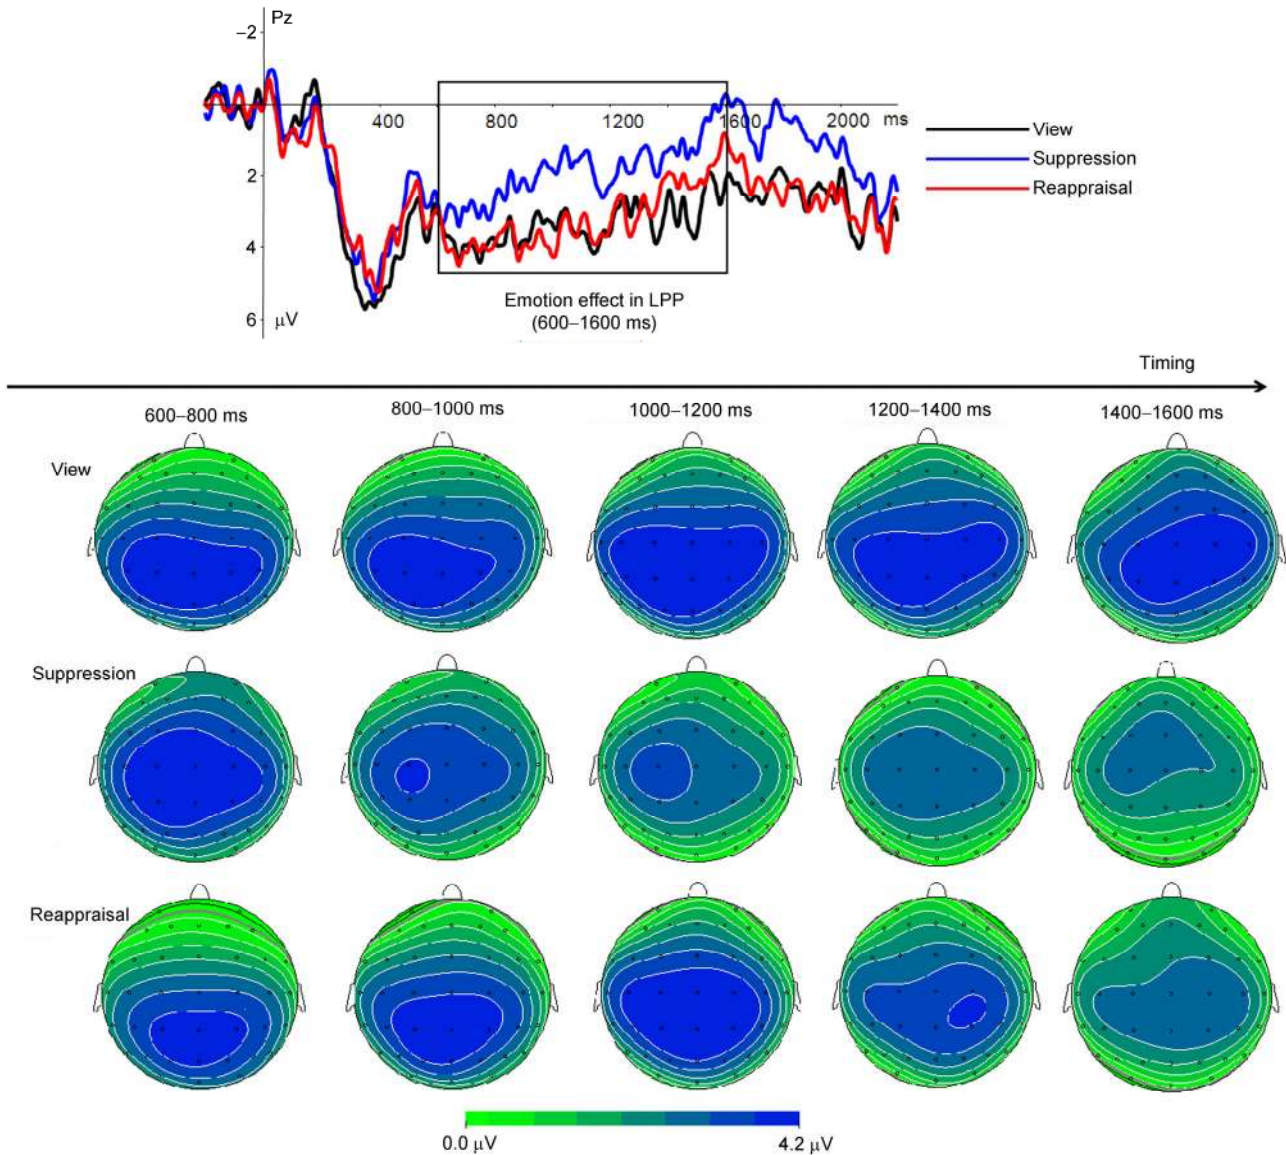 Pz
−2
400
800
1200
1600
2000
ms
2
4
6
μV
View
Suppression
Reappraisal
Emotion effect in LPP
(600–1600 ms)
Timing
600–800 ms
800–1000 ms
1000–1200 ms
1200–1400 ms
1400–1600 ms
View
Suppression
Reappraisal
0.0 μV
4.2 μV